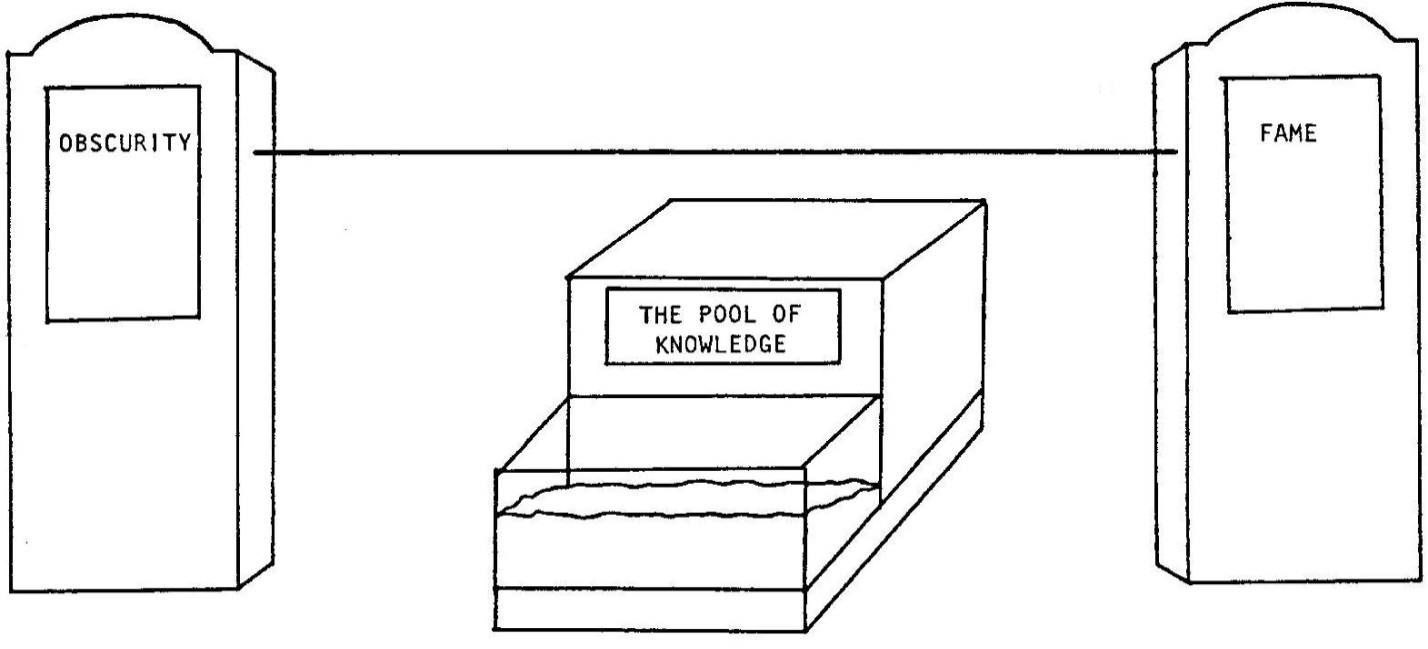 OBSCURITY
FAME
THE POOL OF
KNOWLEDGE